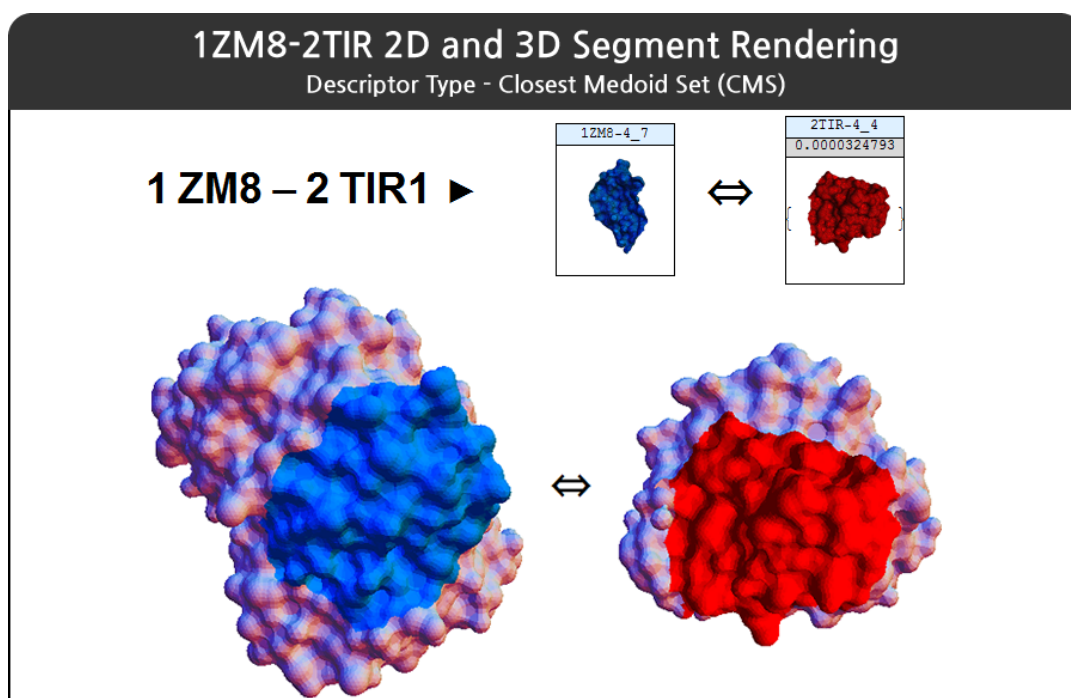 1ZM8-2TIR 2D and 3D Segment Rendering
Descriptor Type - Closest Medoid Set (CMS)
1 ZM8 – 2 TIR1 ►
1ZM8-4_7
⇔
2TIR-4_4
0.0000324793
{ }
⇔